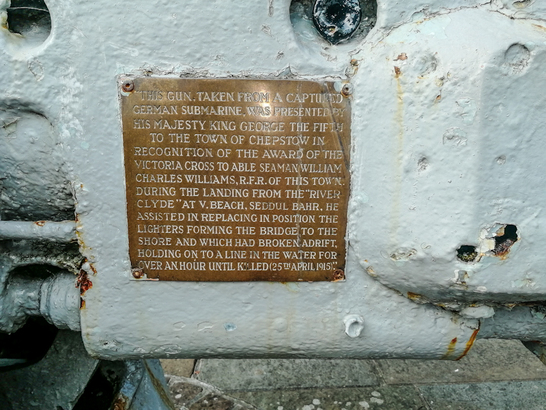 THIS GUN, TAKEN FROM A CAPTURED
GERMAN SUBMARINE, WAS PRESENTED BY
HIS MAJESTY KING GEORGE THE FIFTH
TO THE TOWN OF CHEPSTOW IN
RECOGNITION OF THE AWARD OF THE
VICTORIA CROSS TO ABLE SEAMAN WILLIAM
CHARLES WILLIAMS, R.F.R. OF THIS TOWN.
DURING THE LANDING FROM THE "RIVER
CLYDE" AT V. BEACH, SEDDUL BAHR. HE
ASSISTED IN REPLACING IN POSITION THE
LIGHTERS FORMING THE BRIDGE TO THE
SHORE AND WHICH HAD BROKEN ADRIFT,
HOLDING ON TO A LINE IN THE WATER FOR
OVER AN HOUR UNTIL KILLED (25TH APRIL 1915)."